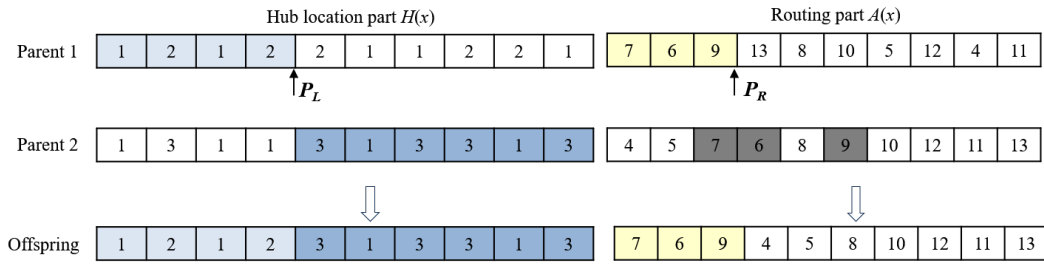 Hub location part H(x) Routing part A(x)
Parent 1 1 2 1 2 2 1 1 2 2 1 7 6 9 13 8 10 5 12 4 11
P_L P_R
Parent 2 1 3 1 1 3 1 3 3 1 3 4 5 7 6 8 9 10 12 11 13
Offspring 1 2 1 2 3 1 3 3 1 3 7 6 9 4 5 8 10 12 11 13